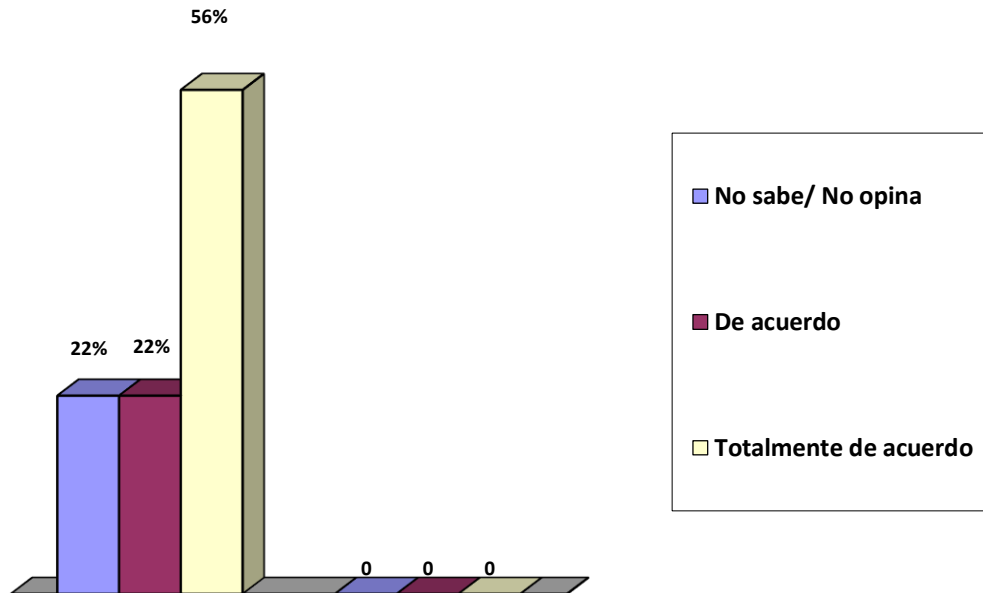 56%
22%
22%
0
0
0
No sabe/ No opina
De acuerdo
Totalmente de acuerdo